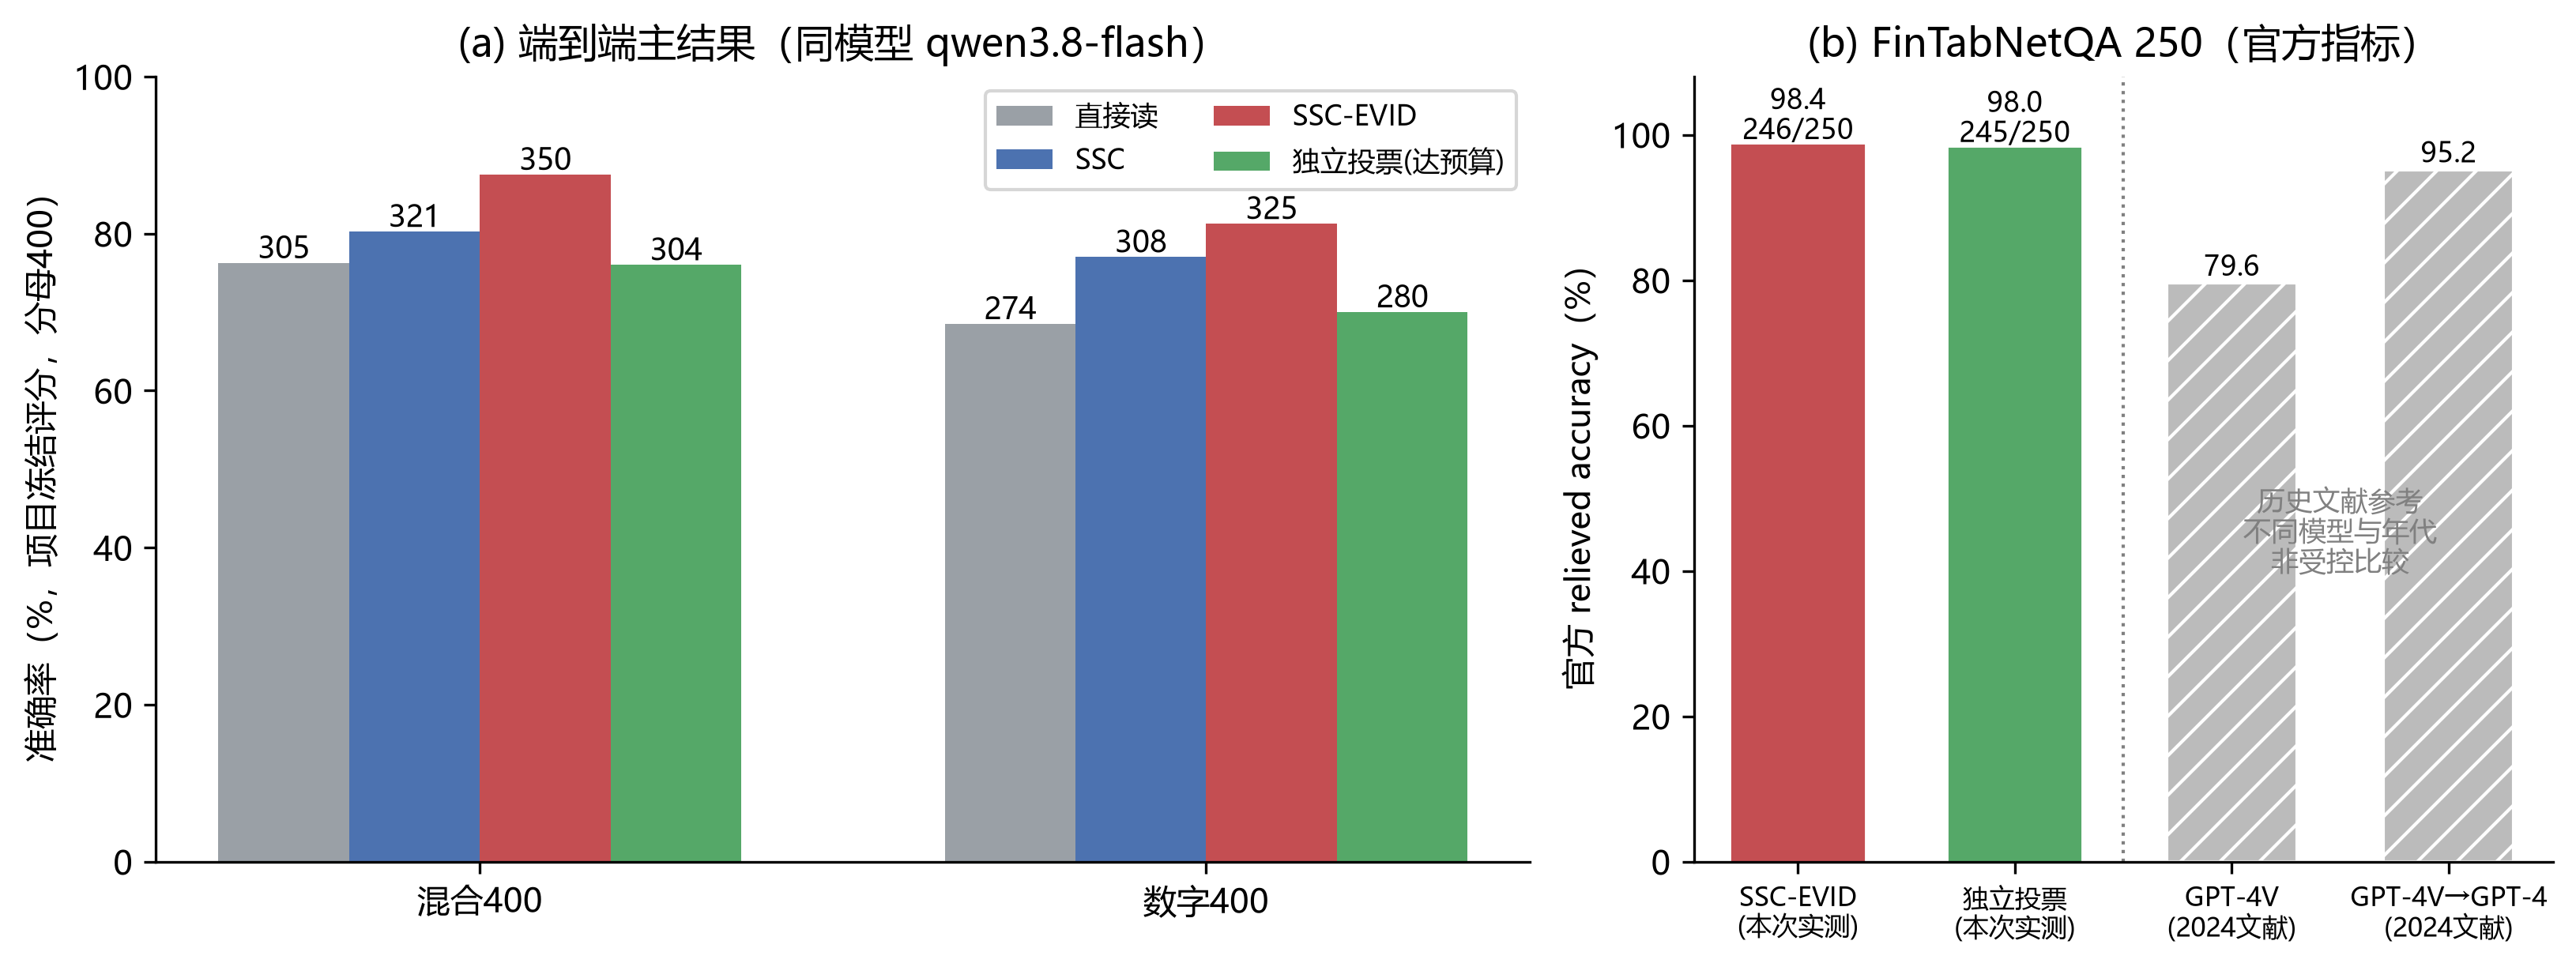 (a) 端到端主结果（同模型 qwen3.8-flash）
准确率（%，项目冻结评分，分母400）
100
80
60
40
20
0
直接读
SSC
SSC-EVID
独立投票(达预算)
305
321
350
304
274
308
325
280
混合400
数字400
(b) FinTabNetQA 250（官方指标）
官方 relieved accuracy（%）
100
80
60
40
20
0
98.4
246/250
98.0
245/250
79.6
95.2
历史文献参考
不同模型与年代
非受控比较
SSC-EVID
(本次实测)
独立投票
(本次实测)
GPT-4V
(2024文献)
GPT-4V→GPT-4
(2024文献)